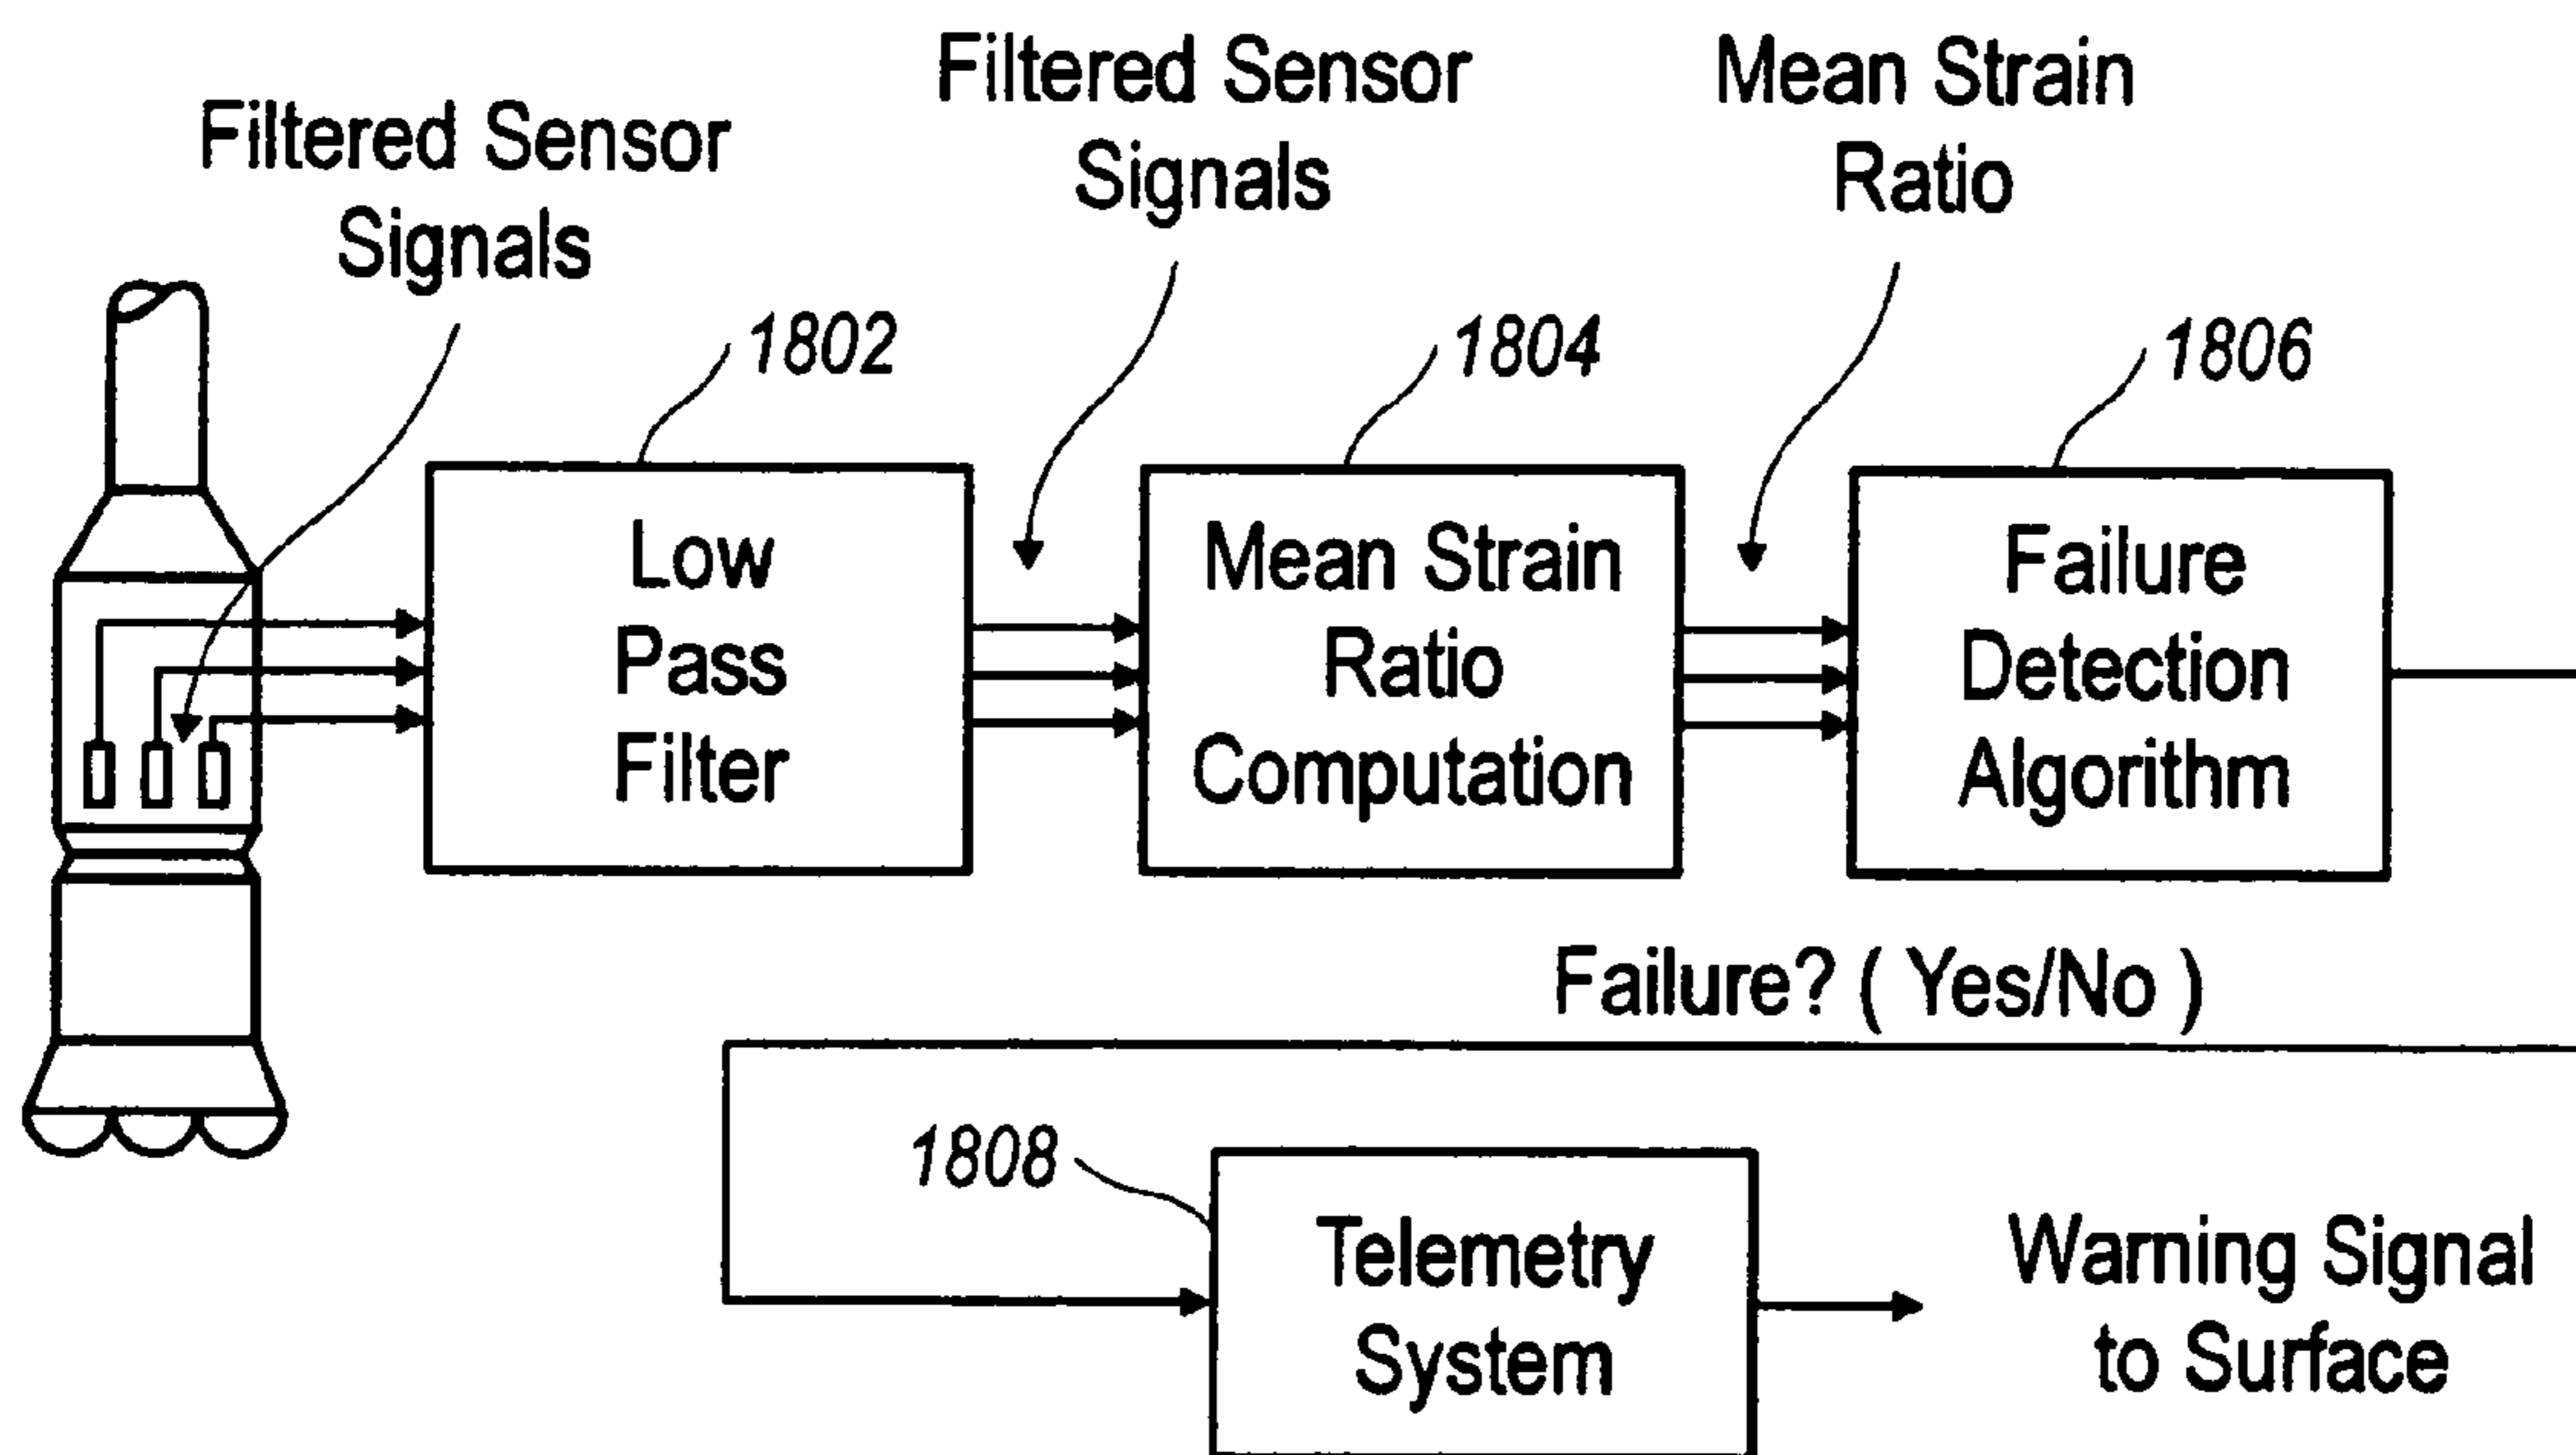 Filtered Sensor
Signals
Filtered Sensor
Signals
Mean Strain
Ratio
1802
1804
1806
Low
Pass
Filter
Mean Strain
Ratio
Computation
Failure
Detection
Algorithm
Failure? ( Yes/No )
1808
Telemetry
System
Warning Signal
to Surface